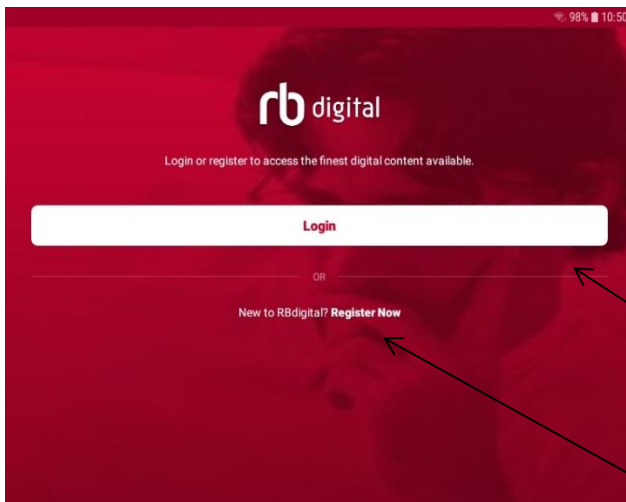 98% 10:50
rb digital
Login or register to access the finest digital content available.
Login
OR
New to RBdigital? Register Now